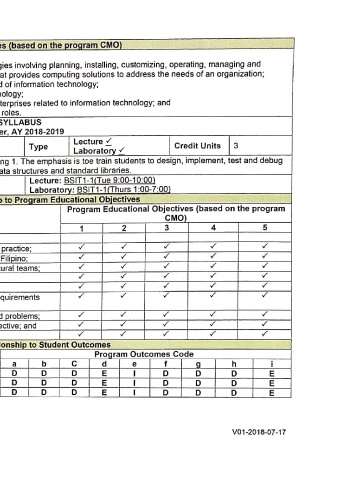 es (based on the program CMO)
gies involving planning, installing, customizing, operating, managing and
at provides computing solutions to address the needs of an organization;
d of information technology;
ology;
terprises related to information technology; and
roles.
SYLLABUS
er, AY 2018-2019
Type Lecture ✓ Laboratory ✓ Credit Units 3
ng 1. The emphasis is toe train students to design, implement, test and debug
ata structures and standard libraries.
Lecture: BSIT1-1(Tue 9:00-10:00)
Laboratory: BSIT1-1(Thurs 1:00-7:00)
p to Program Educational Objectives
Program Educational Objectives (based on the program
CMO)
1 2 3 4 5
practice; ✓ ✓ ✓ ✓ ✓
Filipino; ✓ ✓ ✓ ✓ ✓
tural teams; ✓ ✓ ✓ ✓ ✓
✓ ✓ ✓ ✓ ✓
✓ ✓ ✓ ✓ ✓
quirements ✓ ✓ ✓ ✓ ✓
d problems; ✓ ✓ ✓ ✓ ✓
ective; and ✓ ✓ ✓ ✓ ✓
✓ ✓ ✓ ✓ ✓
onship to Student Outcomes
Program Outcomes Code
a b C d e f g h i
D D D E I D D D E
D D D E I D D D E
D D D E I D D D E
V01-2018-07-17